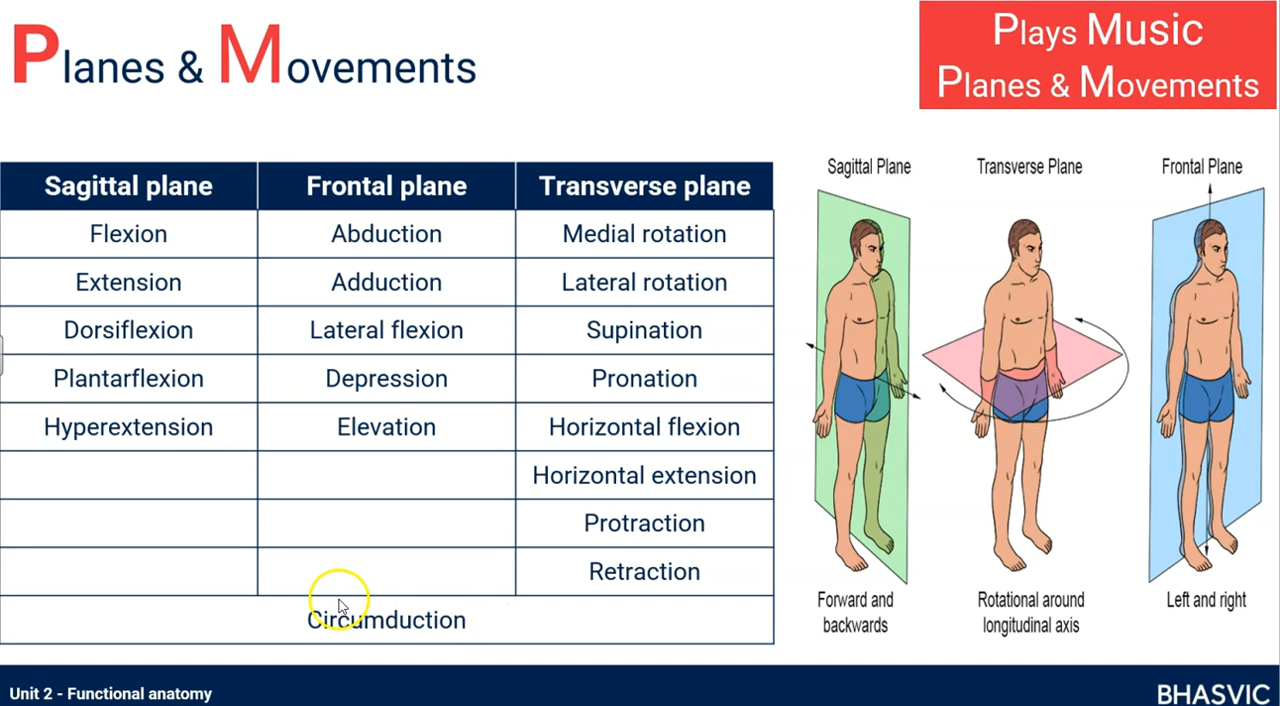 Planes & Movements
Plays Music
Planes & Movements
Sagittal plane Frontal plane Transverse plane
Flexion Abduction Medial rotation
Extension Adduction Lateral rotation
Dorsiflexion Lateral flexion Supination
Plantarflexion Depression Pronation
Hyperextension Elevation Horizontal flexion
Horizontal extension
Protraction
Retraction
Circumduction
Sagittal Plane Transverse Plane Frontal Plane
Forward and
backwards
Rotational around
longitudinal axis
Left and right
Unit 2 - Functional anatomy
BHASVIC